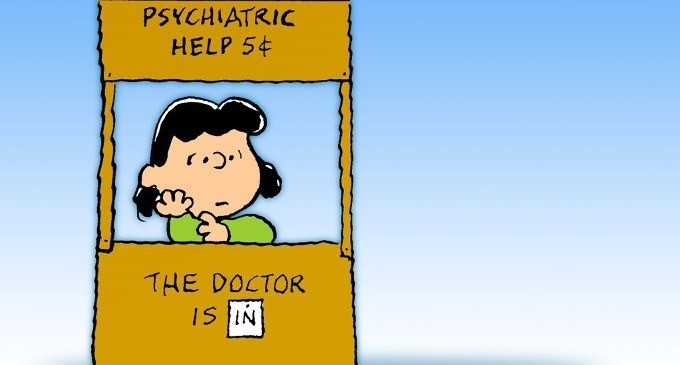 PSYCHIATRIC
HELP 5¢
THE DOCTOR
IS IN